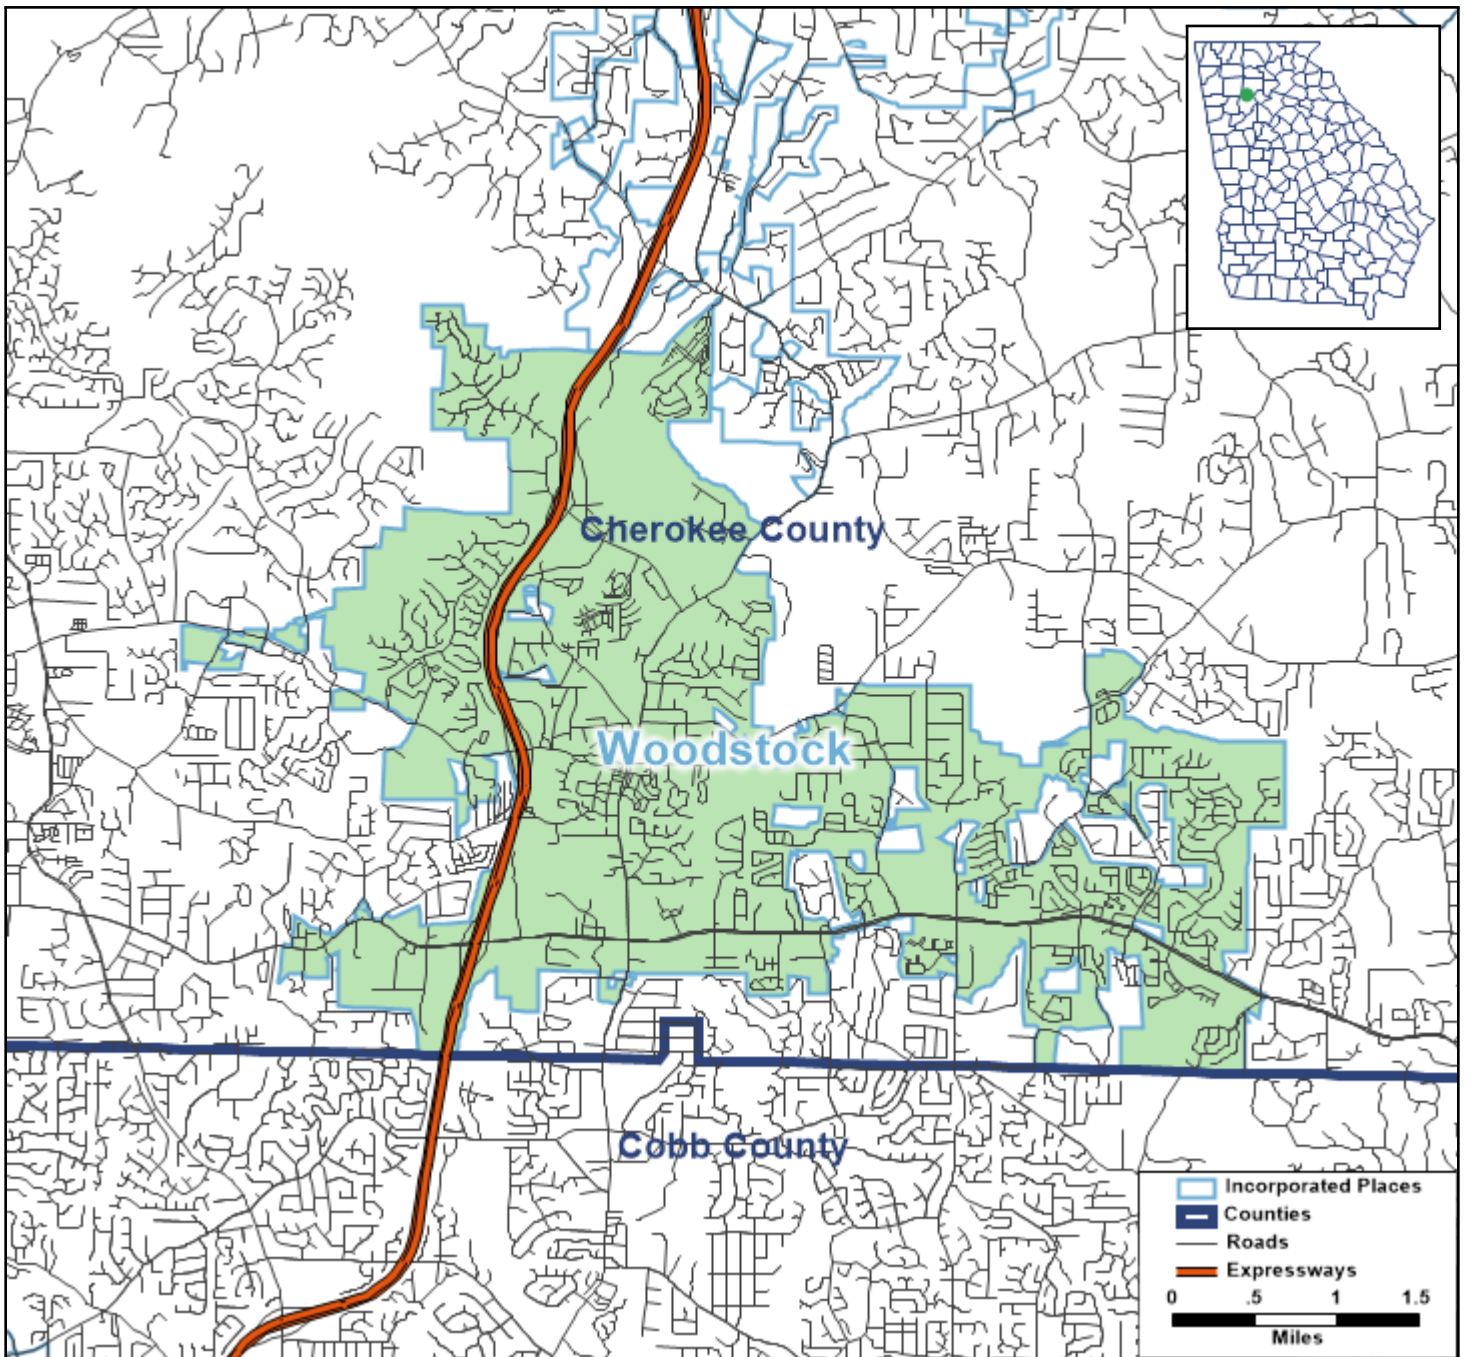 Cherokee County
Woodstock
Cobb County
Incorporated Places
Counties
Roads
Expressways
0 .5 1 1.5
Miles